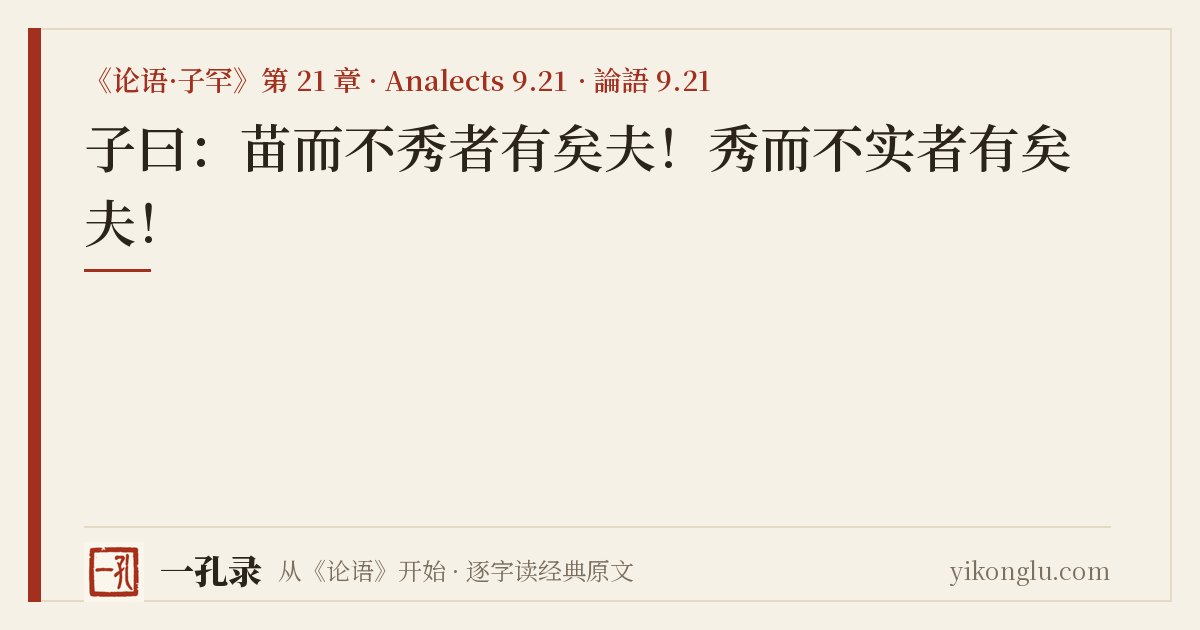 《论语·子罕》第 21 章 · Analects 9.21 · 論語 9.21
子曰：苗而不秀者有矣夫！秀而不实者有矣
夫！
一孔
一孔录 从《论语》开始 · 逐字读经典原文 yikonglu.com